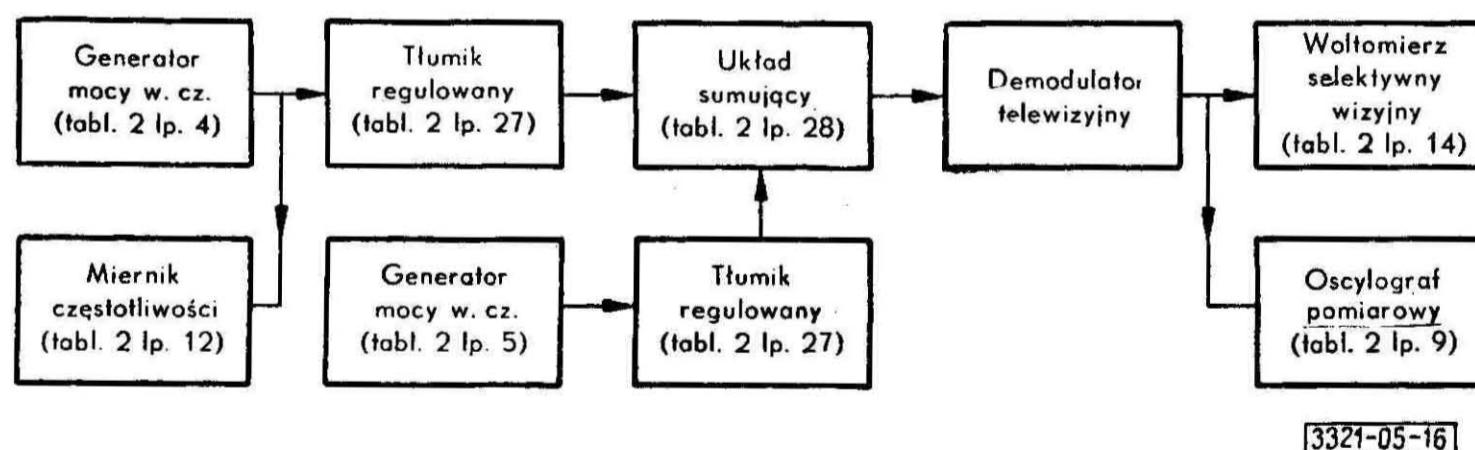 Generator
mocy w. cz.
(tabl. 2 lp. 4)
Tłumik
regulowany
(tabl. 2 lp. 27)
Układ
sumujący
(tabl. 2 lp. 28)
Demodulator
telewizyjny
Woltomierz
selektywny
wizyjny
(tabl. 2 lp. 14)
Miernik
częstotliwości
(tabl. 2 lp. 12)
Generator
mocy w. cz.
(tabl. 2 lp. 5)
Tłumik
regulowany
(tabl. 2 lp. 27)
Oscylograf
pomiarowy
(tabl. 2 lp. 9)
3321-05-16